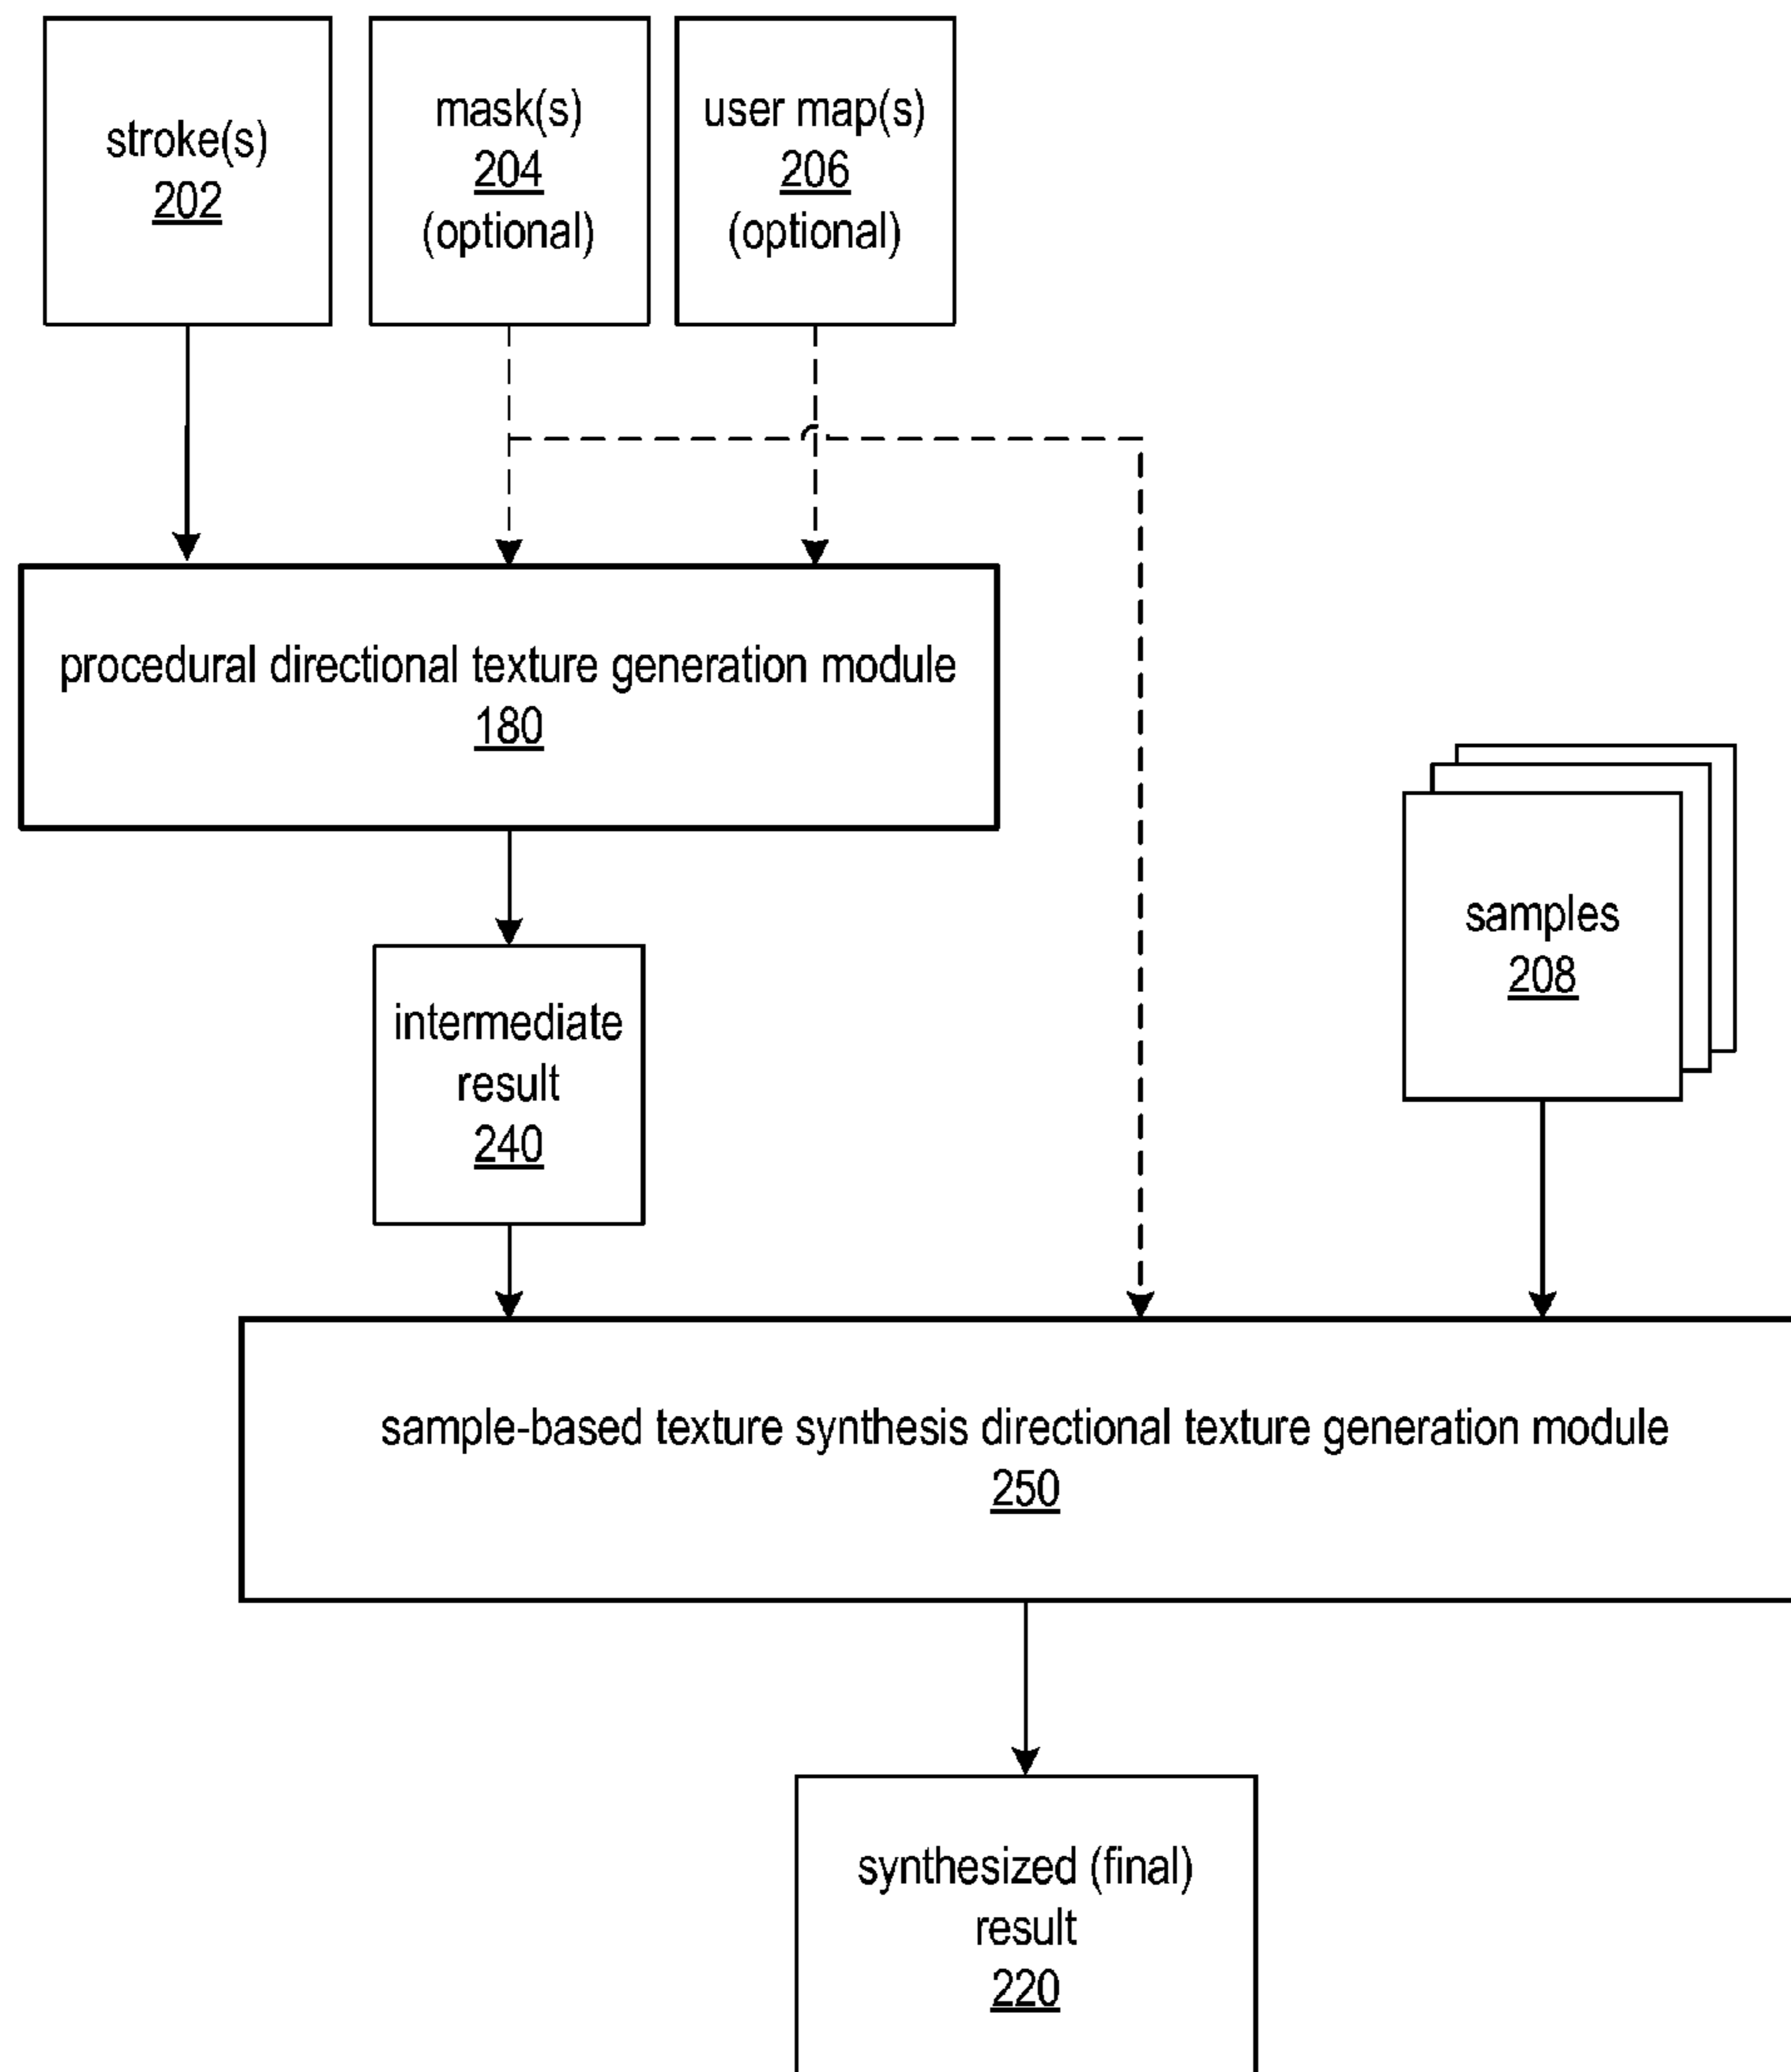 stroke(s)
202
mask(s)
204
(optional)
user map(s)
206
(optional)
procedural directional texture generation module
180
samples
208
intermediate
result
240
sample-based texture synthesis directional texture generation module
250
synthesized (final)
result
220